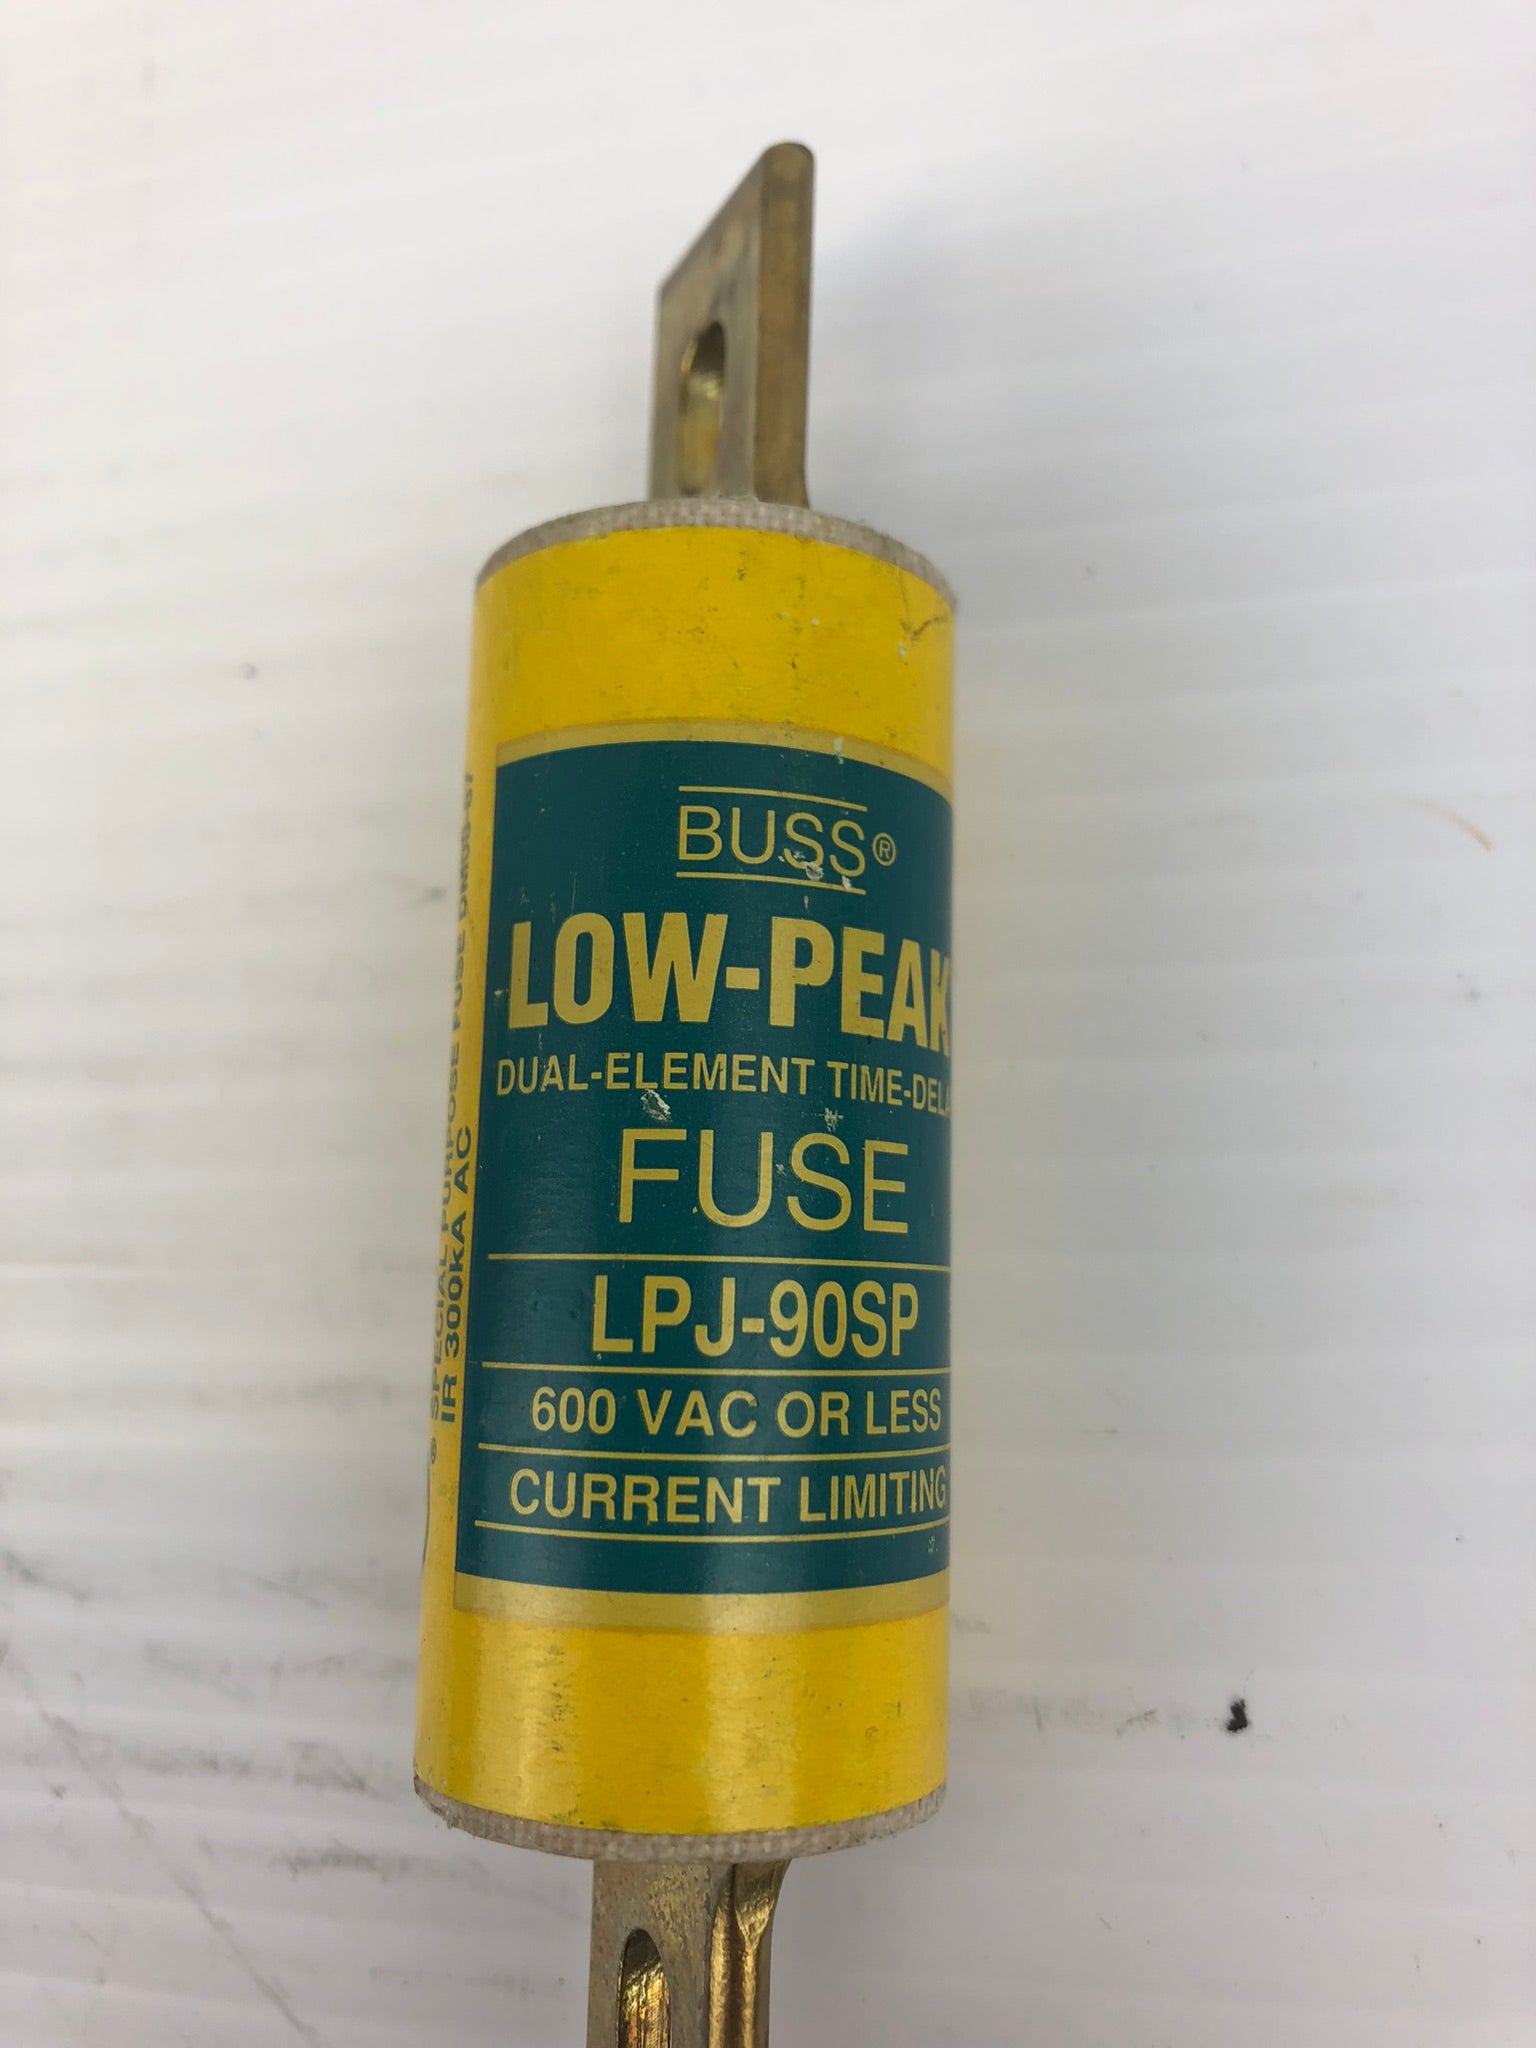 BUSS®
LOW-PEAK
DUAL-ELEMENT TIME-DELA
FUSE
LPJ-90SP
600 VAC OR LESS
CURRENT LIMITING
® SPECIAL PURPOSE FUSE
IR 300kA AC